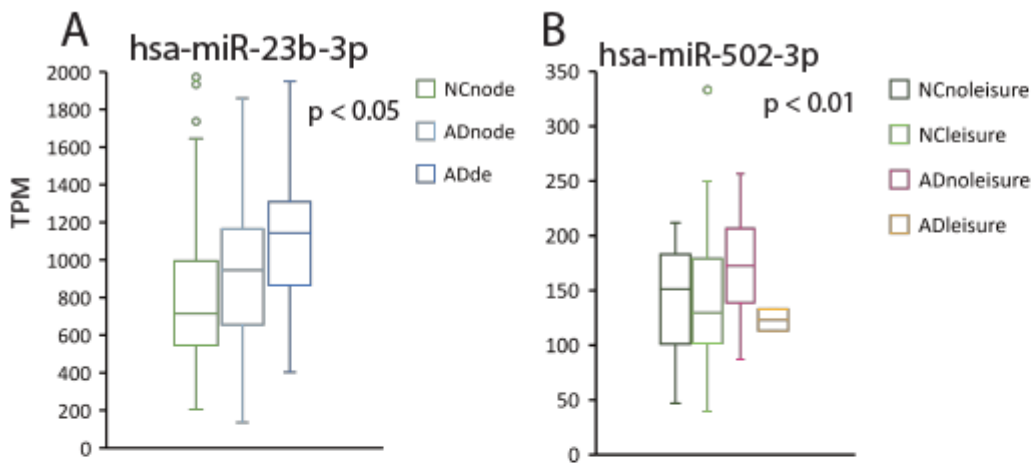 A
hsa-miR-23b-3p
2000
1800
1600
1400
1200
1000
800
600
400
200
0
TPM
p < 0.05
NCnode
ADnode
ADde
B
hsa-miR-502-3p
350
300
250
200
150
100
50
0
p < 0.01
NCnoleisure
NCleisure
ADnoleisure
ADleisure